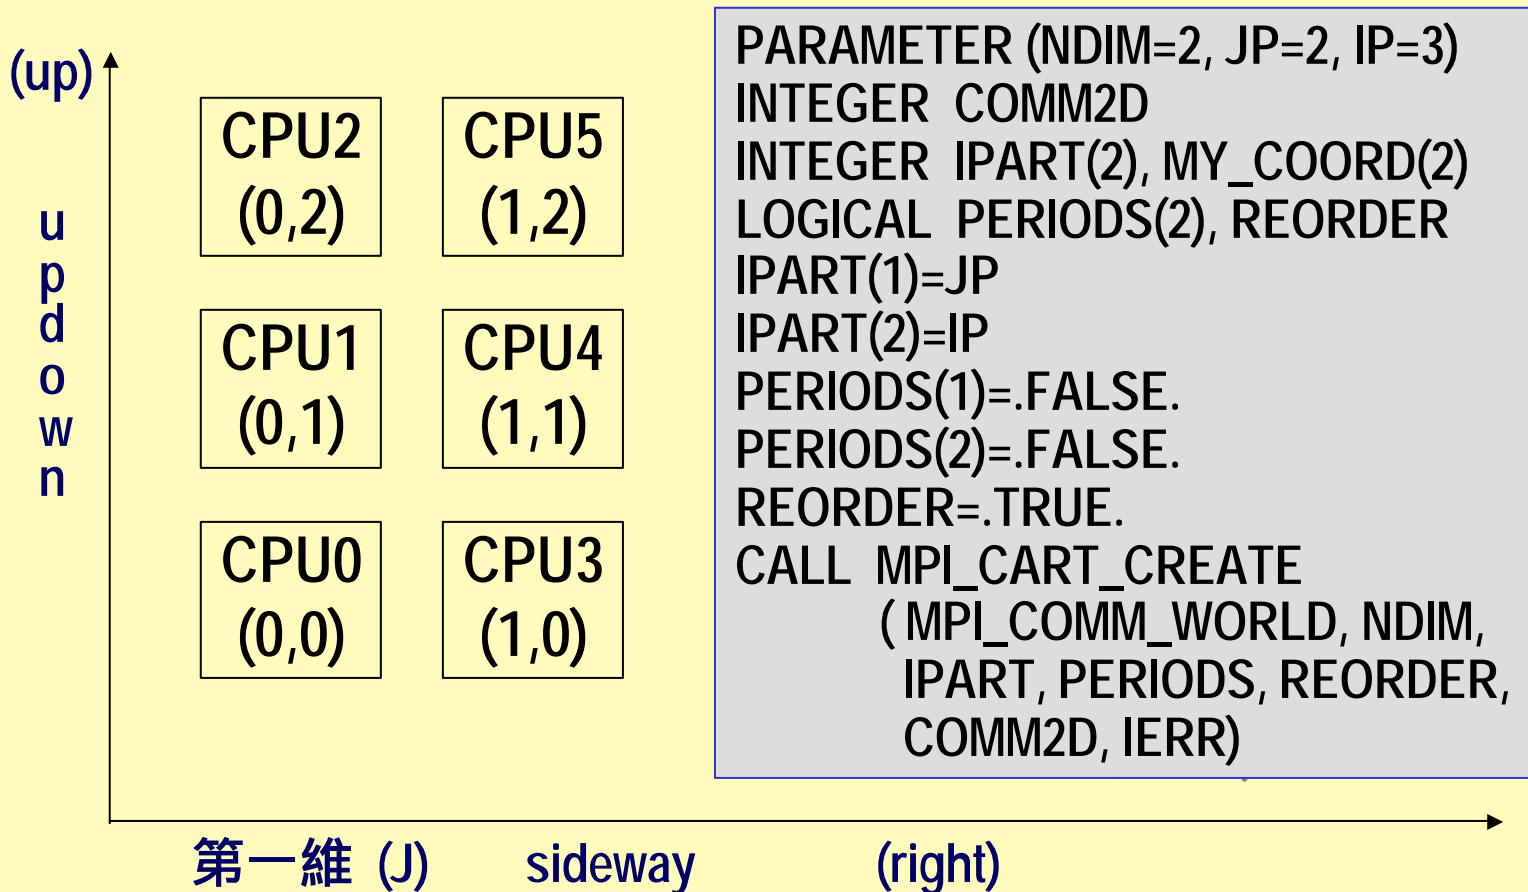 (up)
updown
CPU2
(0,2)
CPU5
(1,2)
CPU1
(0,1)
CPU4
(1,1)
CPU0
(0,0)
CPU3
(1,0)
PARAMETER (NDIM=2, JP=2, IP=3)
INTEGER COMM2D
INTEGER IPART(2), MY_COORD(2)
LOGICAL PERIODS(2), REORDER
IPART(1)=JP
IPART(2)=IP
PERIODS(1)=.FALSE.
PERIODS(2)=.FALSE.
REORDER=.TRUE.
CALL MPI_CART_CREATE
( MPI_COMM_WORLD, NDIM,
IPART, PERIODS, REORDER,
COMM2D, IERR)
第一維 (J) sideway (right)